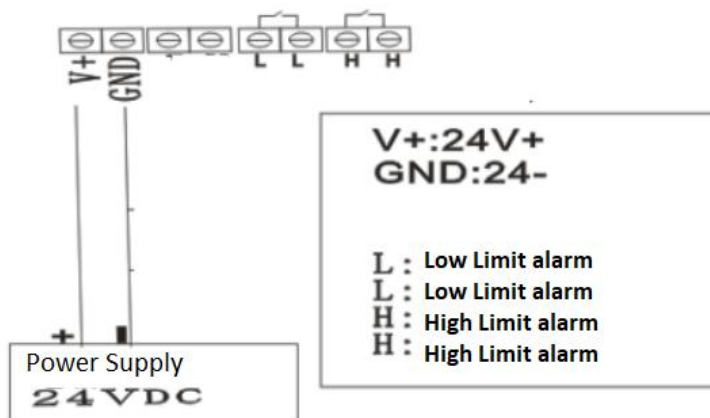 L L H H
V+ GND
V+:24V+
GND:24-
L : Low Limit alarm
L : Low Limit alarm
H : High Limit alarm
H : High Limit alarm
+
Power Supply
24VDC